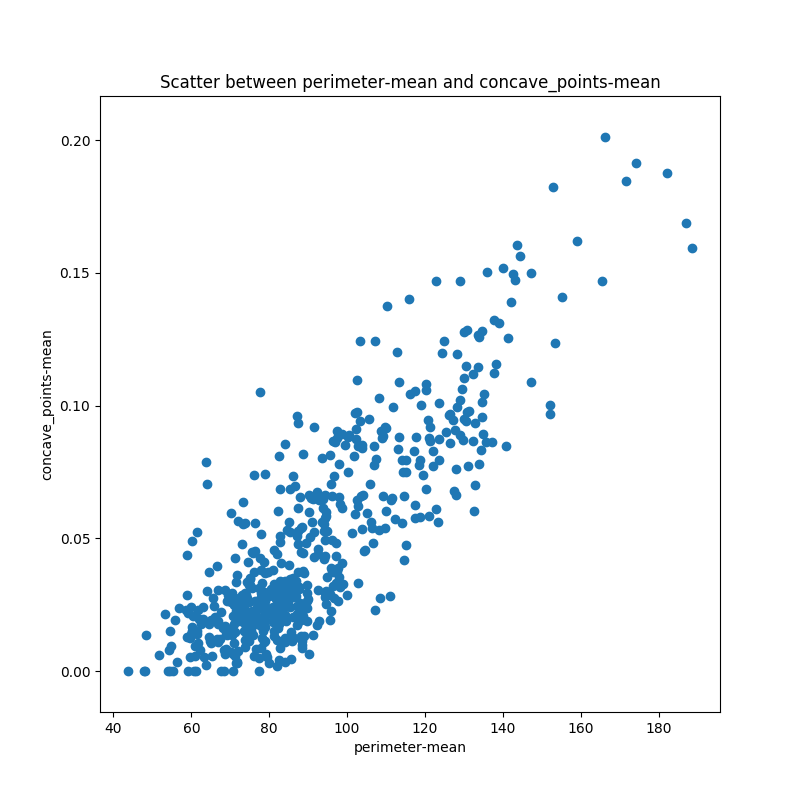 Scatter between perimeter-mean and concave_points-mean
0.20
0.15
0.10
0.05
0.00
concave_points-mean
40 60 80 100 120 140 160 180
perimeter-mean